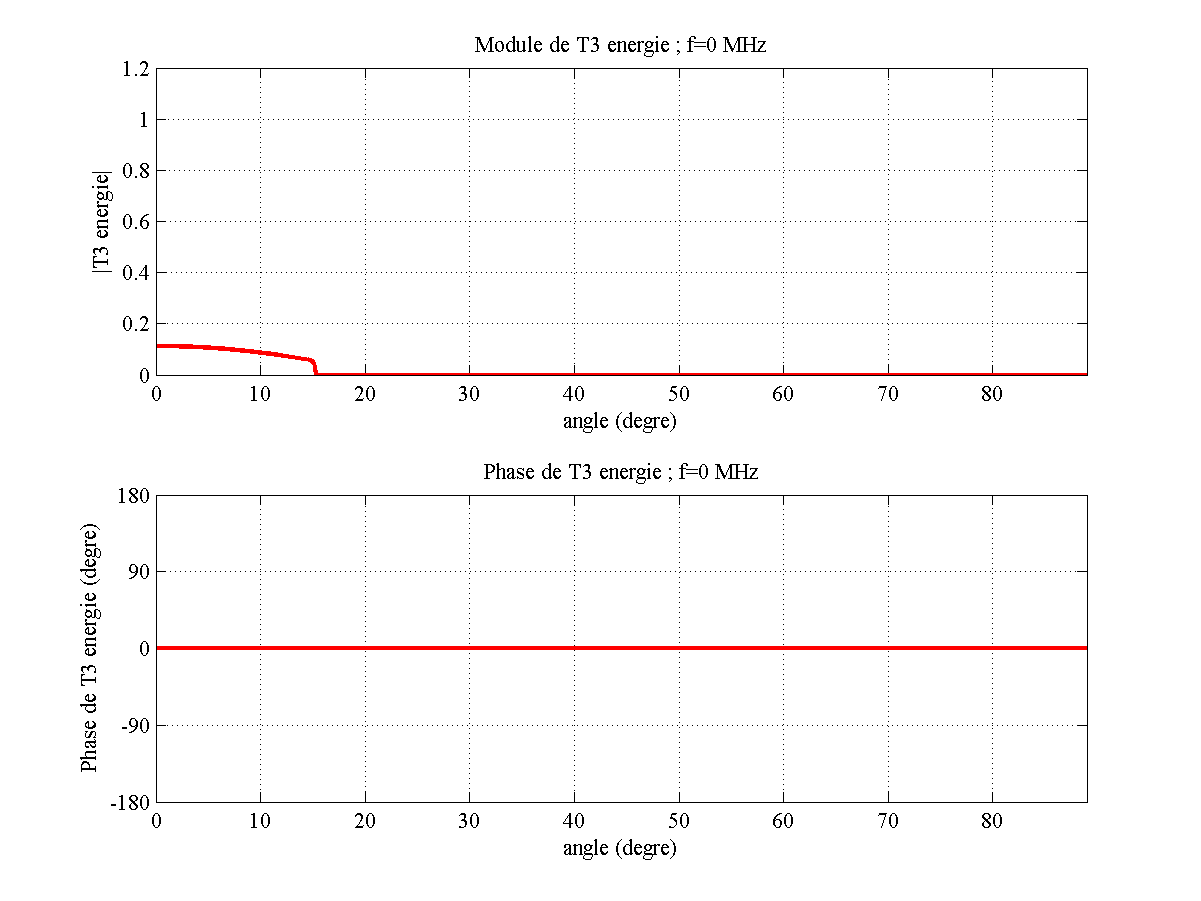 Module de T3 energie ; f=0 MHz
1.2
1
0.8
0.6
0.4
0.2
0
|T3 energie|
0 10 20 30 40 50 60 70 80
angle (degre)
Phase de T3 energie ; f=0 MHz
180
90
0
-90
-180
Phase de T3 energie (degre)
0 10 20 30 40 50 60 70 80
angle (degre)